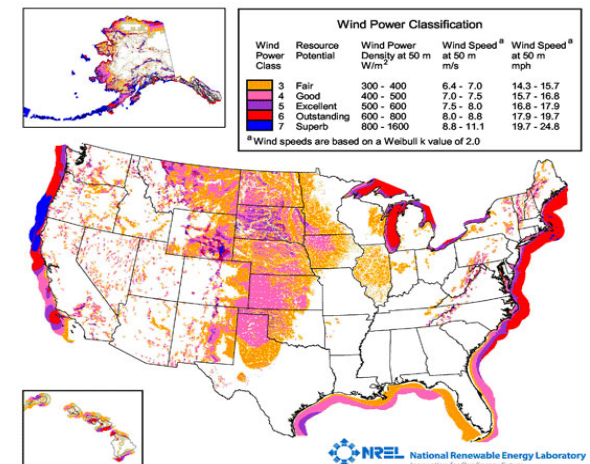 Wind Power Classification
Wind Power Class Resource Potential Wind Power Density at 50 m W/m² Wind Speed a at 50 m m/s Wind Speed a at 50 m mph
3 Fair 300 - 400 6.4 - 7.0 14.3 - 15.7
4 Good 400 - 500 7.0 - 7.5 15.7 - 16.8
5 Excellent 500 - 600 7.5 - 8.0 16.8 - 17.9
6 Outstanding 600 - 800 8.0 - 8.8 17.9 - 19.7
7 Superb 800 - 1600 8.8 - 11.1 19.7 - 24.8
a Wind speeds are based on a Weibull k value of 2.0
NREL National Renewable Energy Laboratory